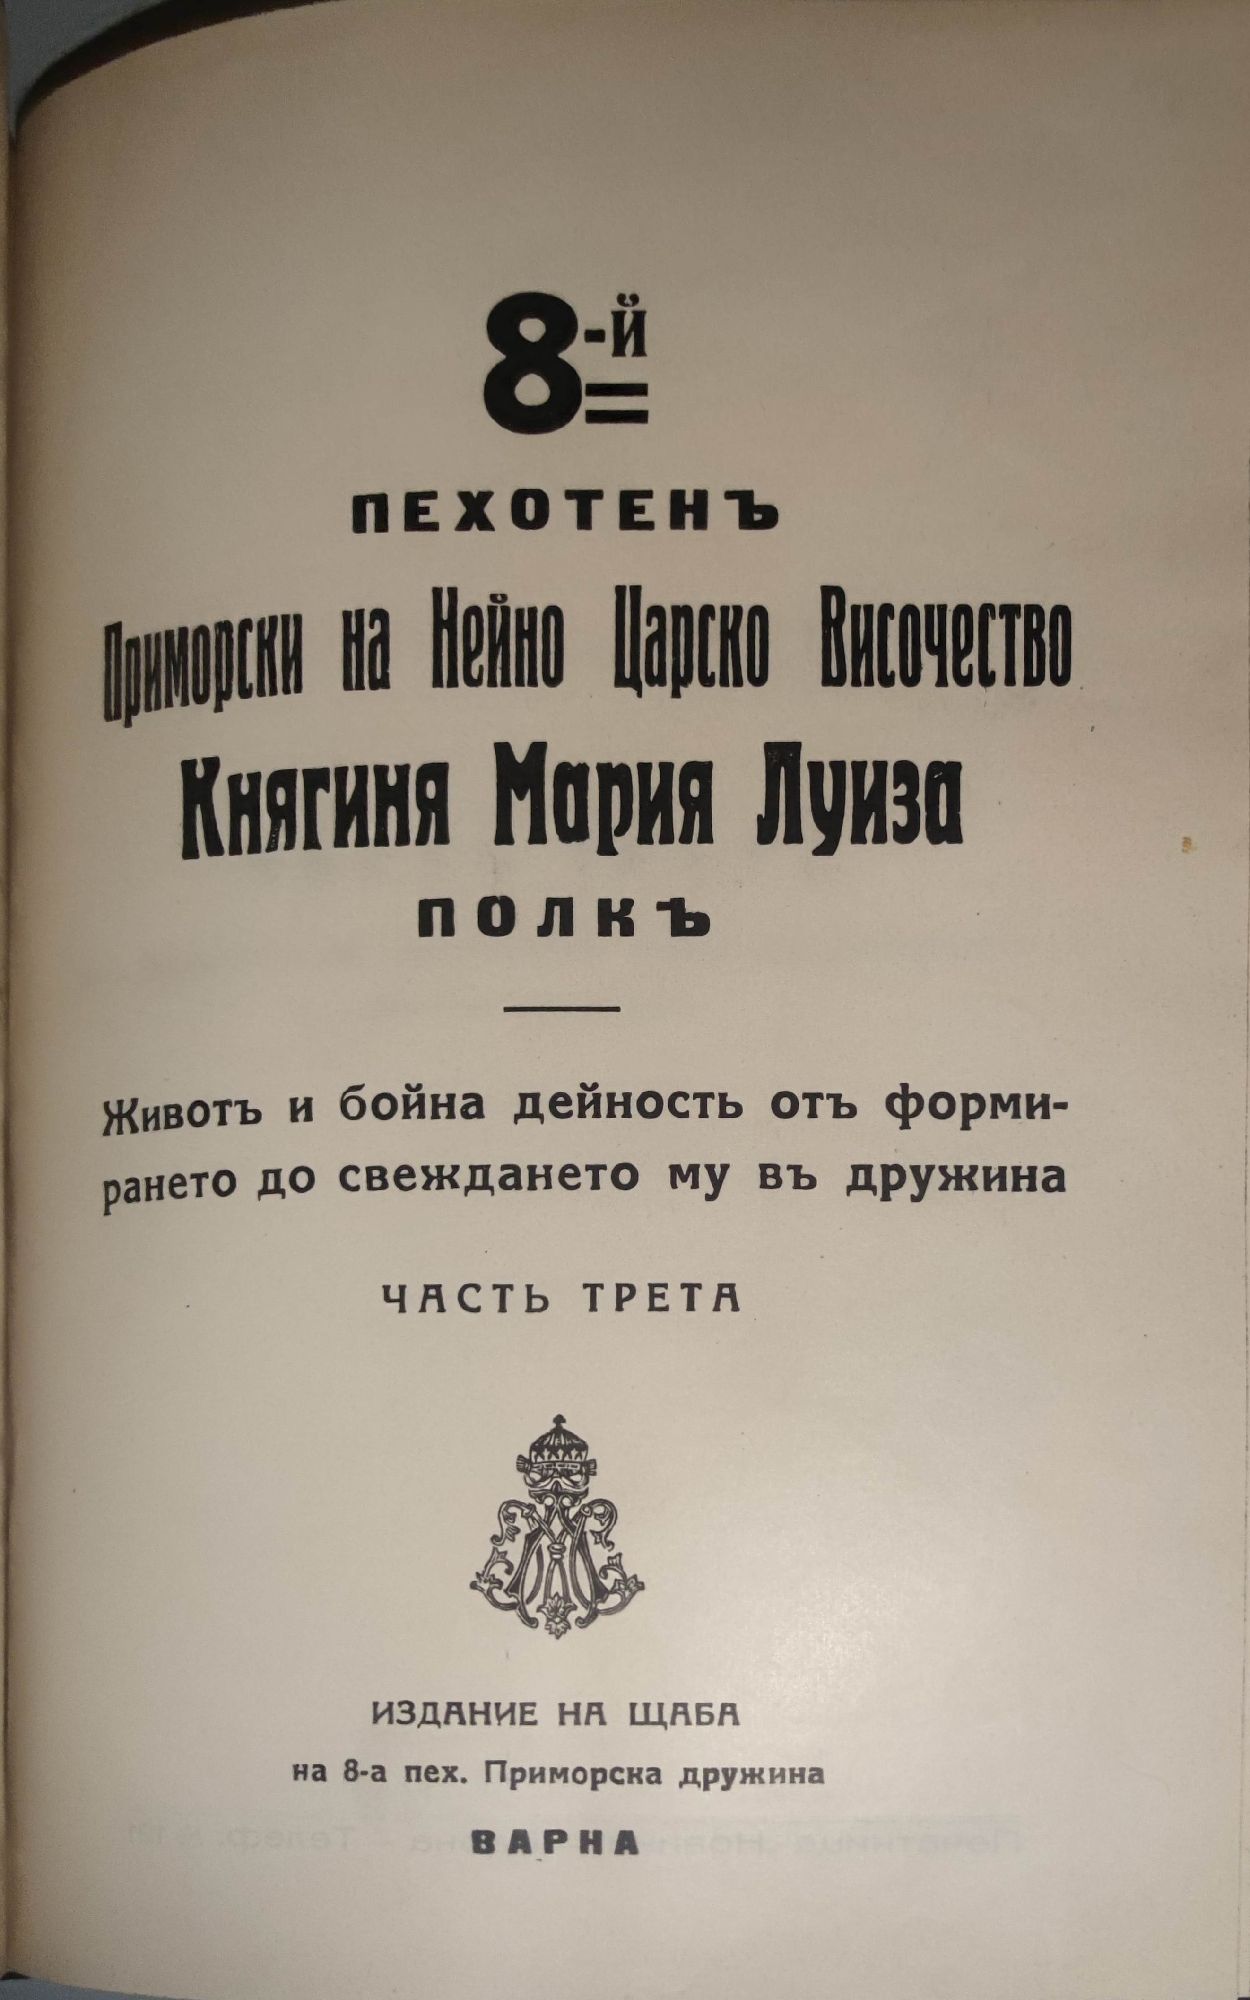 8-й
ПЕХОТЕНЪ
Приморски на Нейно Царско Височество
Княгиня Мария Луиза
ПОЛКЪ
Животъ и бойна дейность отъ форми-
рането до свеждането му въ дружина
ЧАСТЬ ТРЕТА
ИЗДАНИЕ НА ЩАБА
на 8-а пех. Приморска дружина
ВАРНА